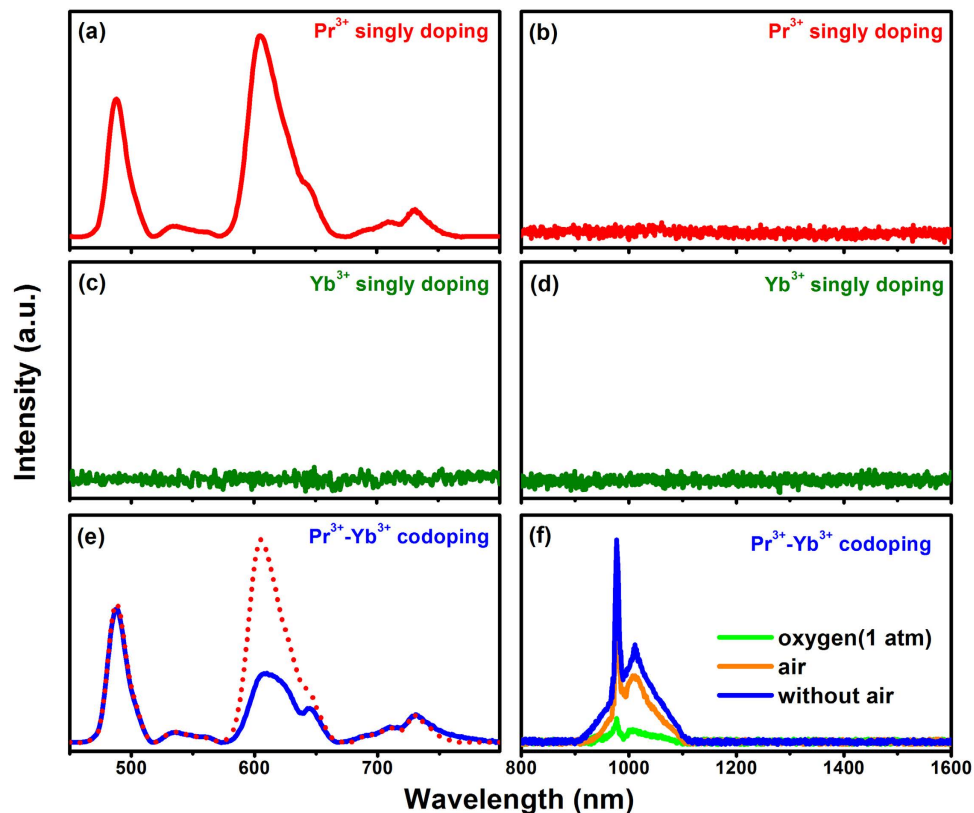 (a) Pr³⁺ singly doping
(b) Pr³⁺ singly doping
(c) Yb³⁺ singly doping
(d) Yb³⁺ singly doping
(e) Pr³⁺-Yb³⁺ codoping
(f) Pr³⁺-Yb³⁺ codoping
oxygen(1 atm)
air
without air
Intensity (a.u.)
500 600 700 800 1000 1200 1400 1600
Wavelength (nm)